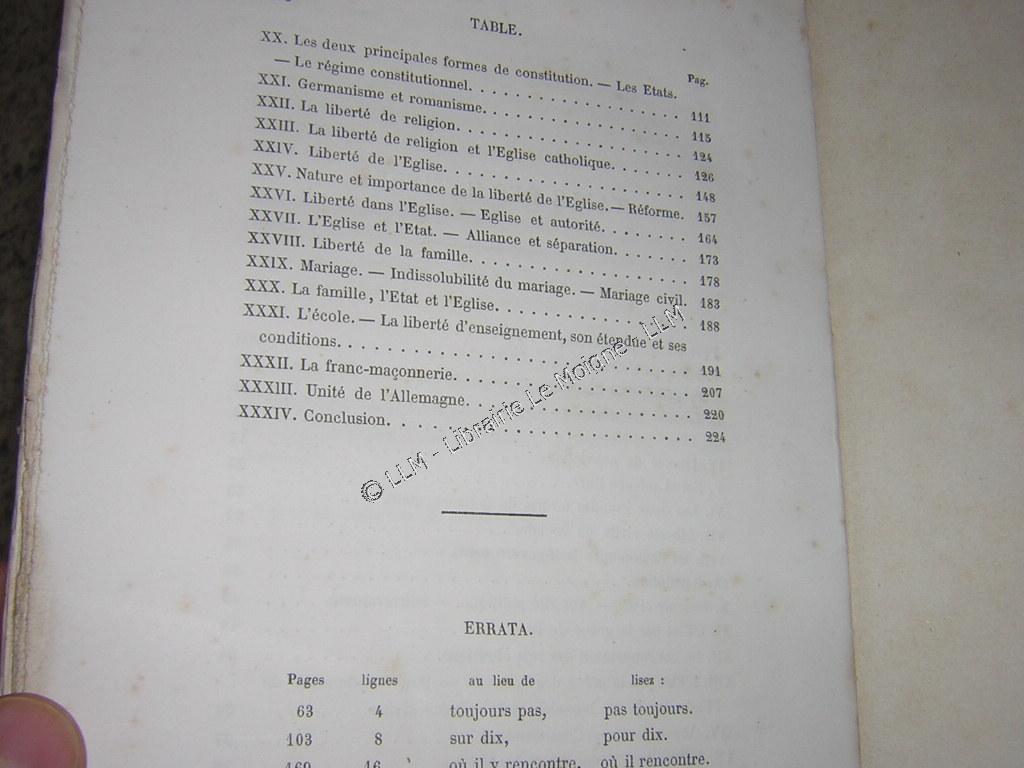 TABLE.
Pag.
XX. Les deux principales formes de constitution. — Les Etats.
— Le régime constitutionnel. . . . . . . . . . . . . . . . . . 111
XXI. Germanisme et romanisme. . . . . . . . . . . . . . . . . 115
XXII. La liberté de religion. . . . . . . . . . . . . . . . . . . 124
XXIII. La liberté de religion et l'Eglise catholique. . . . . . . 126
XXIV. Liberté de l'Eglise. . . . . . . . . . . . . . . . . . . . 148
XXV. Nature et importance de la liberté de l'Eglise. — Réforme. 157
XXVI. Liberté dans l'Eglise. — Eglise et autorité. . . . . . . . 164
XXVII. L'Eglise et l'Etat. — Alliance et séparation. . . . . . . 173
XXVIII. Liberté de la famille. . . . . . . . . . . . . . . . . . 178
XXIX. Mariage. — Indissolubilité du mariage. — Mariage civil. 183
XXX. La famille, l'Etat et l'Eglise. . . . . . . . . . . . . . . 188
XXXI. L'école. — La liberté d'enseignement, son étendue et ses
conditions. . . . . . . . . . . . . . . . . . . . . . . . . 191
XXXII. La franc-maçonnerie. . . . . . . . . . . . . . . . . . 207
XXXIII. Unité de l'Allemagne. . . . . . . . . . . . . . . . . 220
XXXIV. Conclusion. . . . . . . . . . . . . . . . . . . . . . . 224
© LLM - Librairie Le Moigne - LLM
ERRATA.
Pages lignes au lieu de lisez :
63 4 toujours pas, pas toujours.
103 8 sur dix, pour dix.
où il y rencontre, où il rencontre.